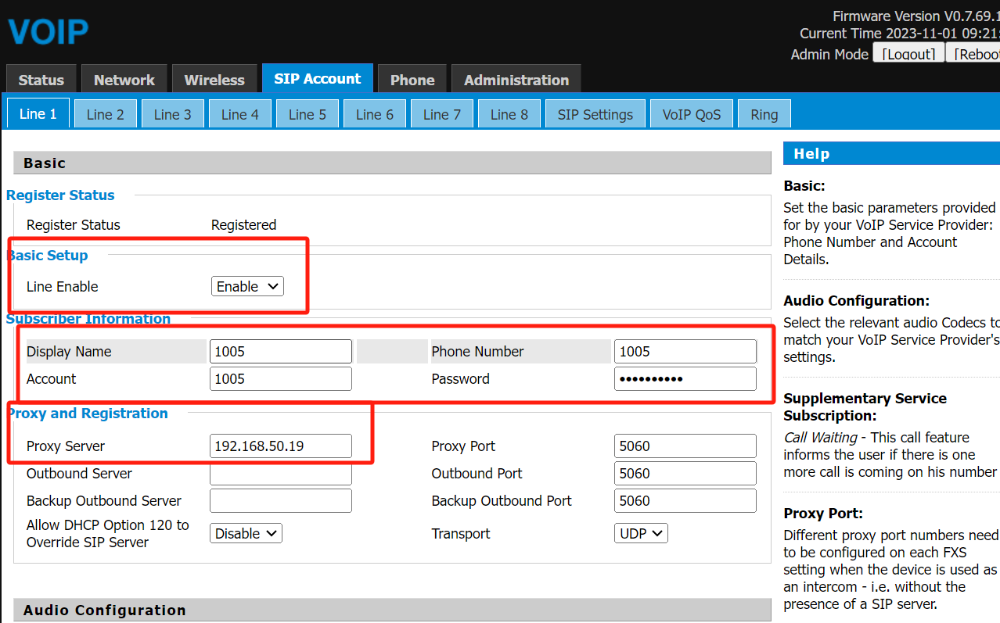 VOIP
Firmware Version V0.7.69.1
Current Time 2023-11-01 09:21:
Admin Mode [Logout] [Reboo
Status Network Wireless SIP Account Phone Administration
Line 1 Line 2 Line 3 Line 4 Line 5 Line 6 Line 7 Line 8 SIP Settings VoIP QoS Ring
Basic
Register Status
Register Status Registered
Basic Setup
Line Enable Enable
Subscriber Information
Display Name 1005 Phone Number 1005
Account 1005 Password ••••••••••
Proxy and Registration
Proxy Server 192.168.50.19 Proxy Port 5060
Outbound Server Outbound Port 5060
Backup Outbound Server Backup Outbound Port 5060
Allow DHCP Option 120 to
Override SIP Server Disable Transport UDP
Audio Configuration
Help
Basic:
Set the basic parameters provided
for by your VoIP Service Provider:
Phone Number and Account
Details.
Audio Configuration:
Select the relevant audio Codecs to
match your VoIP Service Provider's
settings.
Supplementary Service
Subscription:
Call Waiting - This call feature
informs the user if there is one
more call is coming on his number
Proxy Port:
Different proxy port numbers need
to be configured on each FXS
setting when the device is used as
an intercom - i.e. without the
presence of a SIP server.